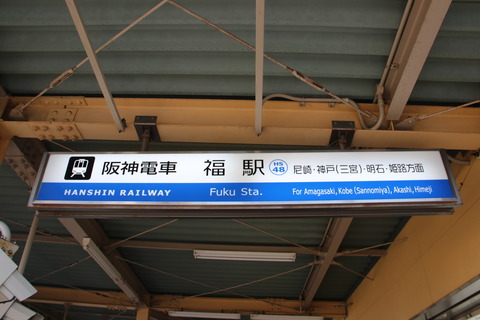 阪神電車 福駅 HS 48 尼崎・神戸(三宮)・明石・姫路方面
HANSHIN RAILWAY Fuku Sta. For Amagasaki, Kobe (Sannomiya), Akashi, Himeji